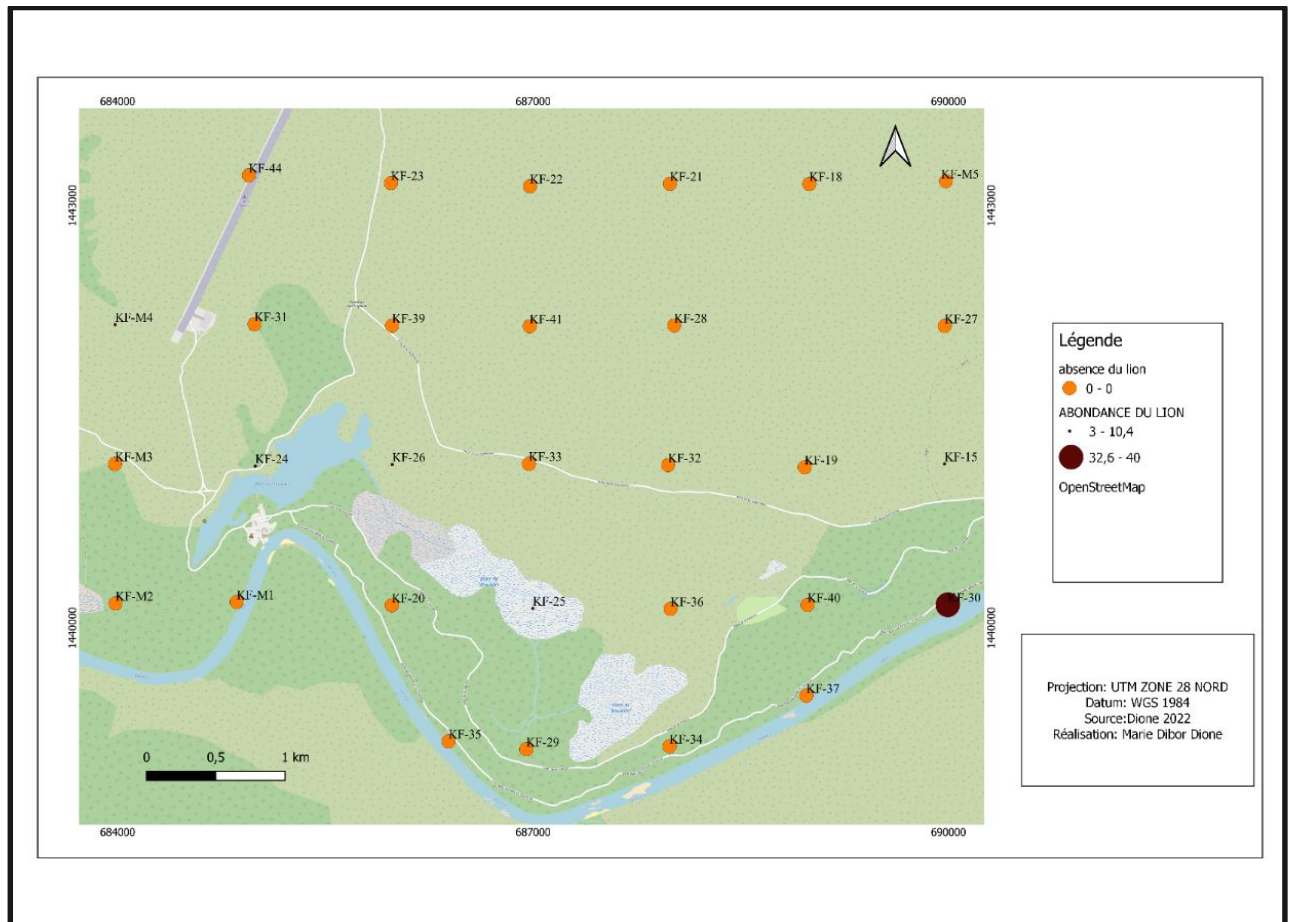 684000 687000 690000
KF-44
KF-23
KF-22
KF-21
KF-18
KF-M5
1443000
1443000
KF-M4
KF-31
KF-39
KF-41
KF-28
KF-27
KF-M3
KF-24
KF-26
KF-33
KF-32
KF-19
KF-15
KF-M2
KF-M1
KF-20
KF-25
KF-36
KF-40
KF-30
1440000
1440000
KF-37
KF-35
KF-29
KF-34
0 0,5 1 km
684000 687000 690000
Légende
absence du lion
0 - 0
ABONDANCE DU LION
3 - 10,4
32,6 - 40
OpenStreetMap
Projection: UTM ZONE 28 NORD
Datum: WGS 1984
Source:Dione 2022
Réalisation: Marie Dibor Dione